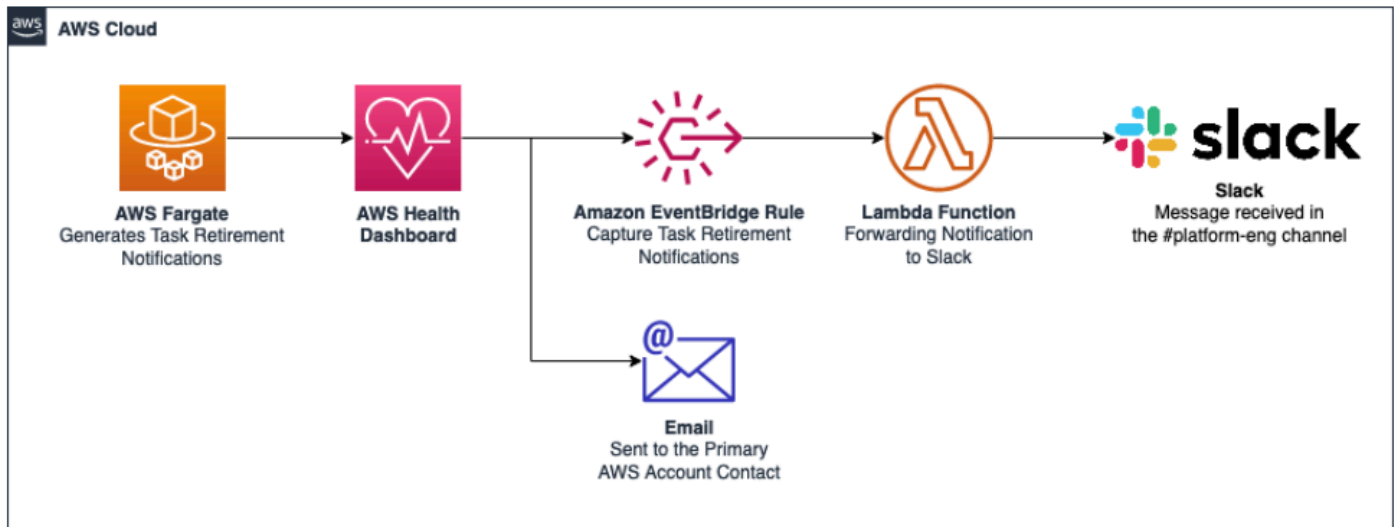 aws
AWS Cloud
AWS Fargate
Generates Task Retirement
Notifications
AWS Health
Dashboard
Amazon EventBridge Rule
Capture Task Retirement
Notifications
Lambda Function
Forwarding Notification
to Slack
slack
Slack
Message received in
the #platform-eng channel
@
Email
Sent to the Primary
AWS Account Contact